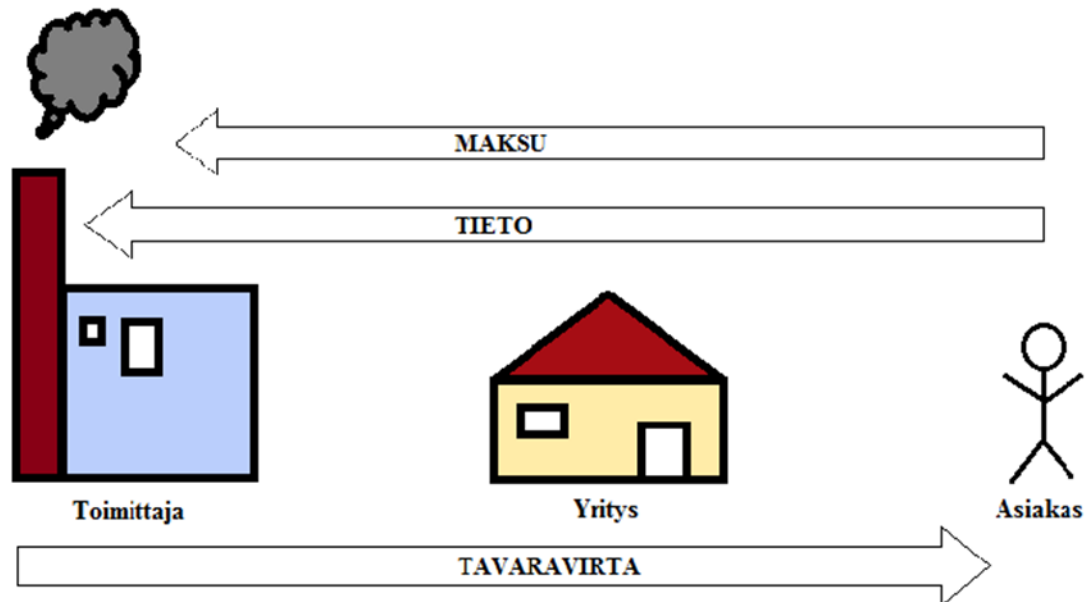 MAKSU
TIETO
Toimittaja
Yritys
Asiakas
TAVARAVIRTA